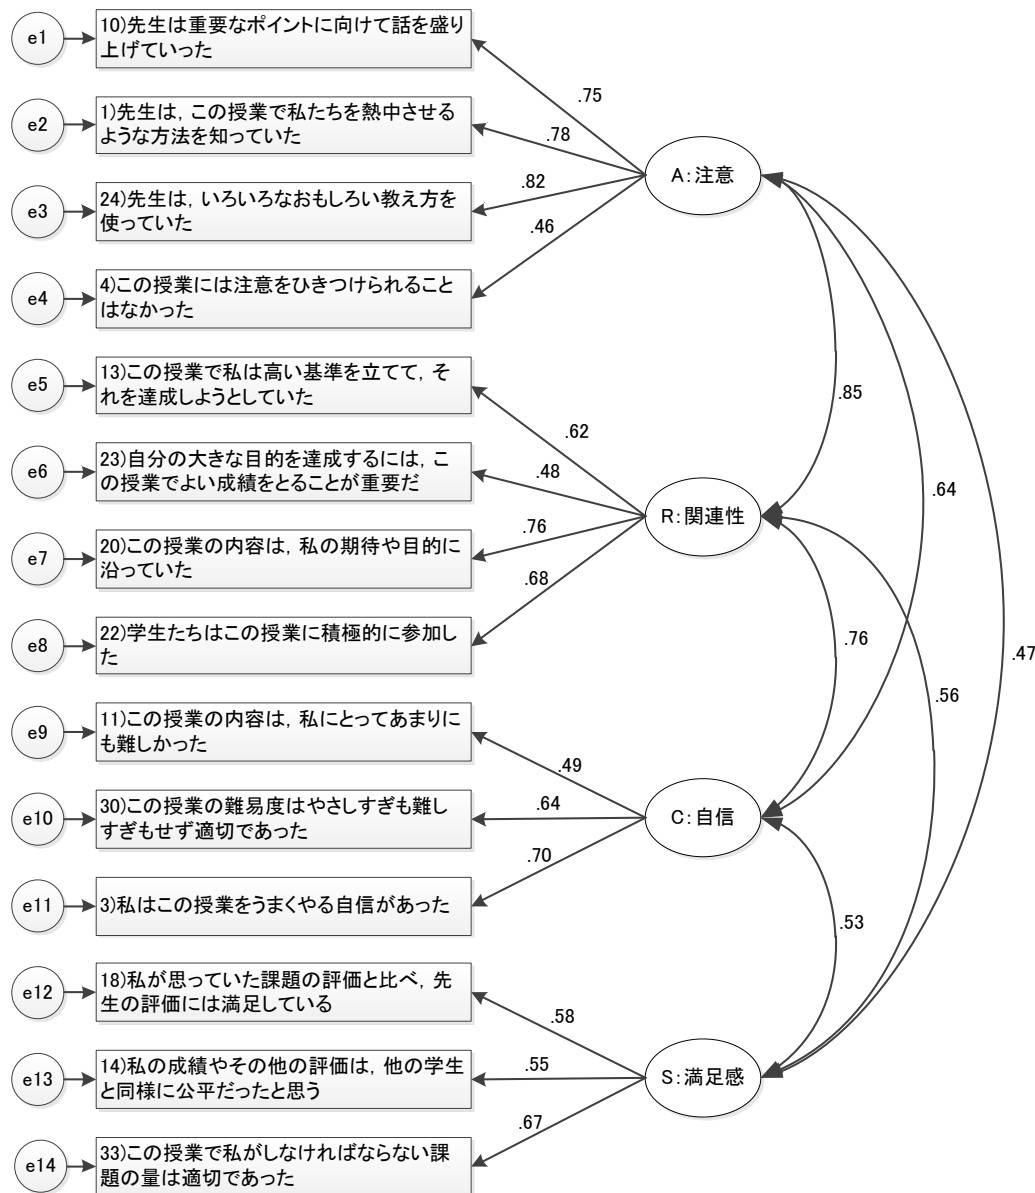 e1
10)先生は重要なポイントに向けて話を盛り
上げていった
.75
e2
1)先生は，この授業で私たちを熱中させる
ような方法を知っていた
.78
A：注意
e3
24)先生は，いろいろなおもしろい教え方を
使っていた
.82
.46
e4
4)この授業には注意をひきつけられること
はなかった
e5
13)この授業で私は高い基準を立てて，そ
れを達成しようとしていた
.85
.62
.64
e6
23)自分の大きな目的を達成するには，こ
の授業でよい成績をとることが重要だ
.48
R：関連性
e7
20)この授業の内容は，私の期待や目的に
沿っていた
.76
.68
e8
22)学生たちはこの授業に積極的に参加し
た
.76
.47
.56
e9
11)この授業の内容は，私にとってあまりに
も難しかった
.49
e10
30)この授業の難易度はやさしすぎも難し
すぎもせず適切であった
.64
C：自信
.70
e11
3)私はこの授業をうまくやる自信があった
.53
e12
18)私が思っていた課題の評価と比べ，先
生の評価には満足している
.58
e13
14)私の成績やその他の評価は，他の学生
と同様に公平だったと思う
.55
S：満足感
.67
e14
33)この授業で私がしなければならない課
題の量は適切であった